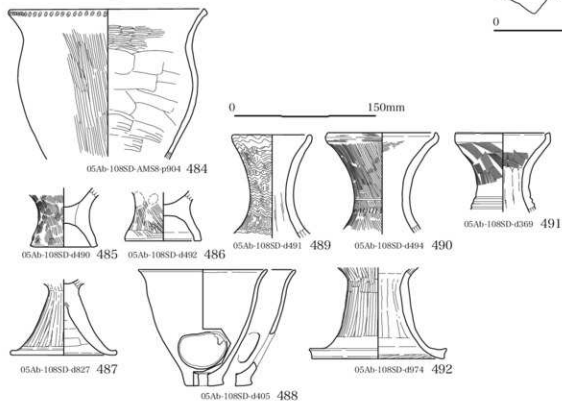 0
05Ab-108SD-AMS8-p904 484
0 150mm
05Ab-108SD-d490 485
05Ab-108SD-d492 486
05Ab-108SD-d491 489
05Ab-108SD-d494 490
05Ab-108SD-d369 491
05Ab-108SD-d827 487
05Ab-108SD-d405 488
05Ab-108SD-d974 492